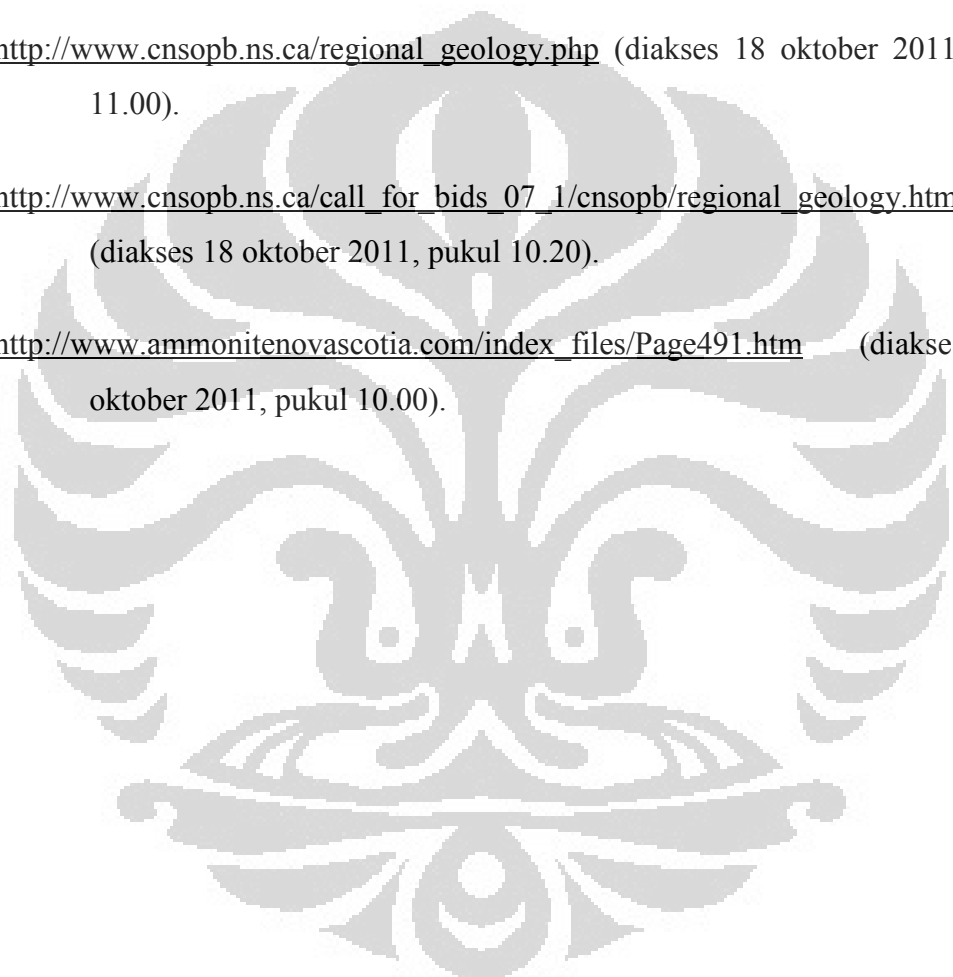 http://www.cnsopb.ns.ca/regional_geology.php (diakses 18 oktober 2011
11.00).
http://www.cnsopb.ns.ca/call_for_bids_07_1/cnsopb/regional_geology.htm
(diakses 18 oktober 2011, pukul 10.20).
http://www.ammonitenovascotia.com/index_files/Page491.htm (diakse
oktober 2011, pukul 10.00).